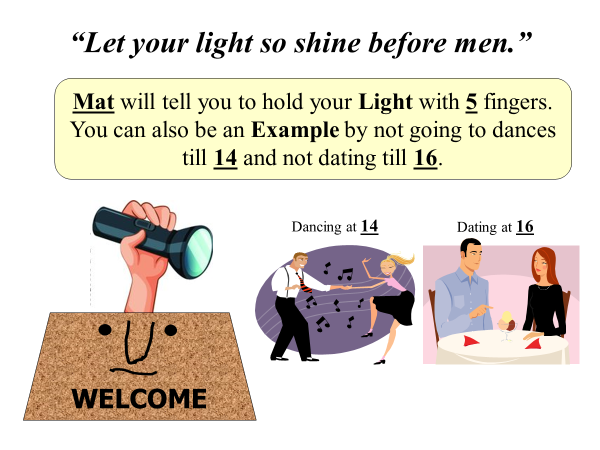 “Let your light so shine before men.”
Mat will tell you to hold your Light with 5 fingers.
You can also be an Example by not going to dances
till 14 and not dating till 16.
Dancing at 14
Dating at 16
WELCOME